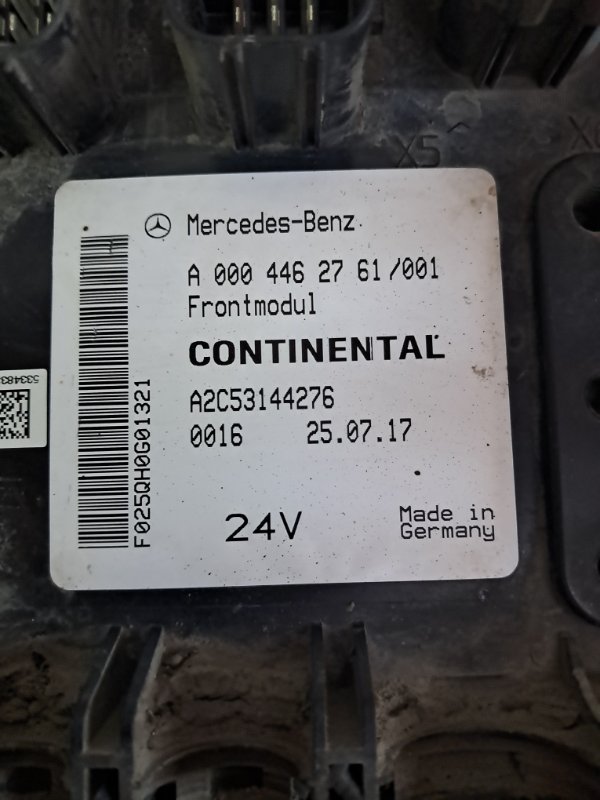 X5
Mercedes-Benz
A 000 446 27 61/001
Frontmodul
CONTINENTAL
A2C53144276
0016 25.07.17
24V
Made in
Germany
F025QH0G01321